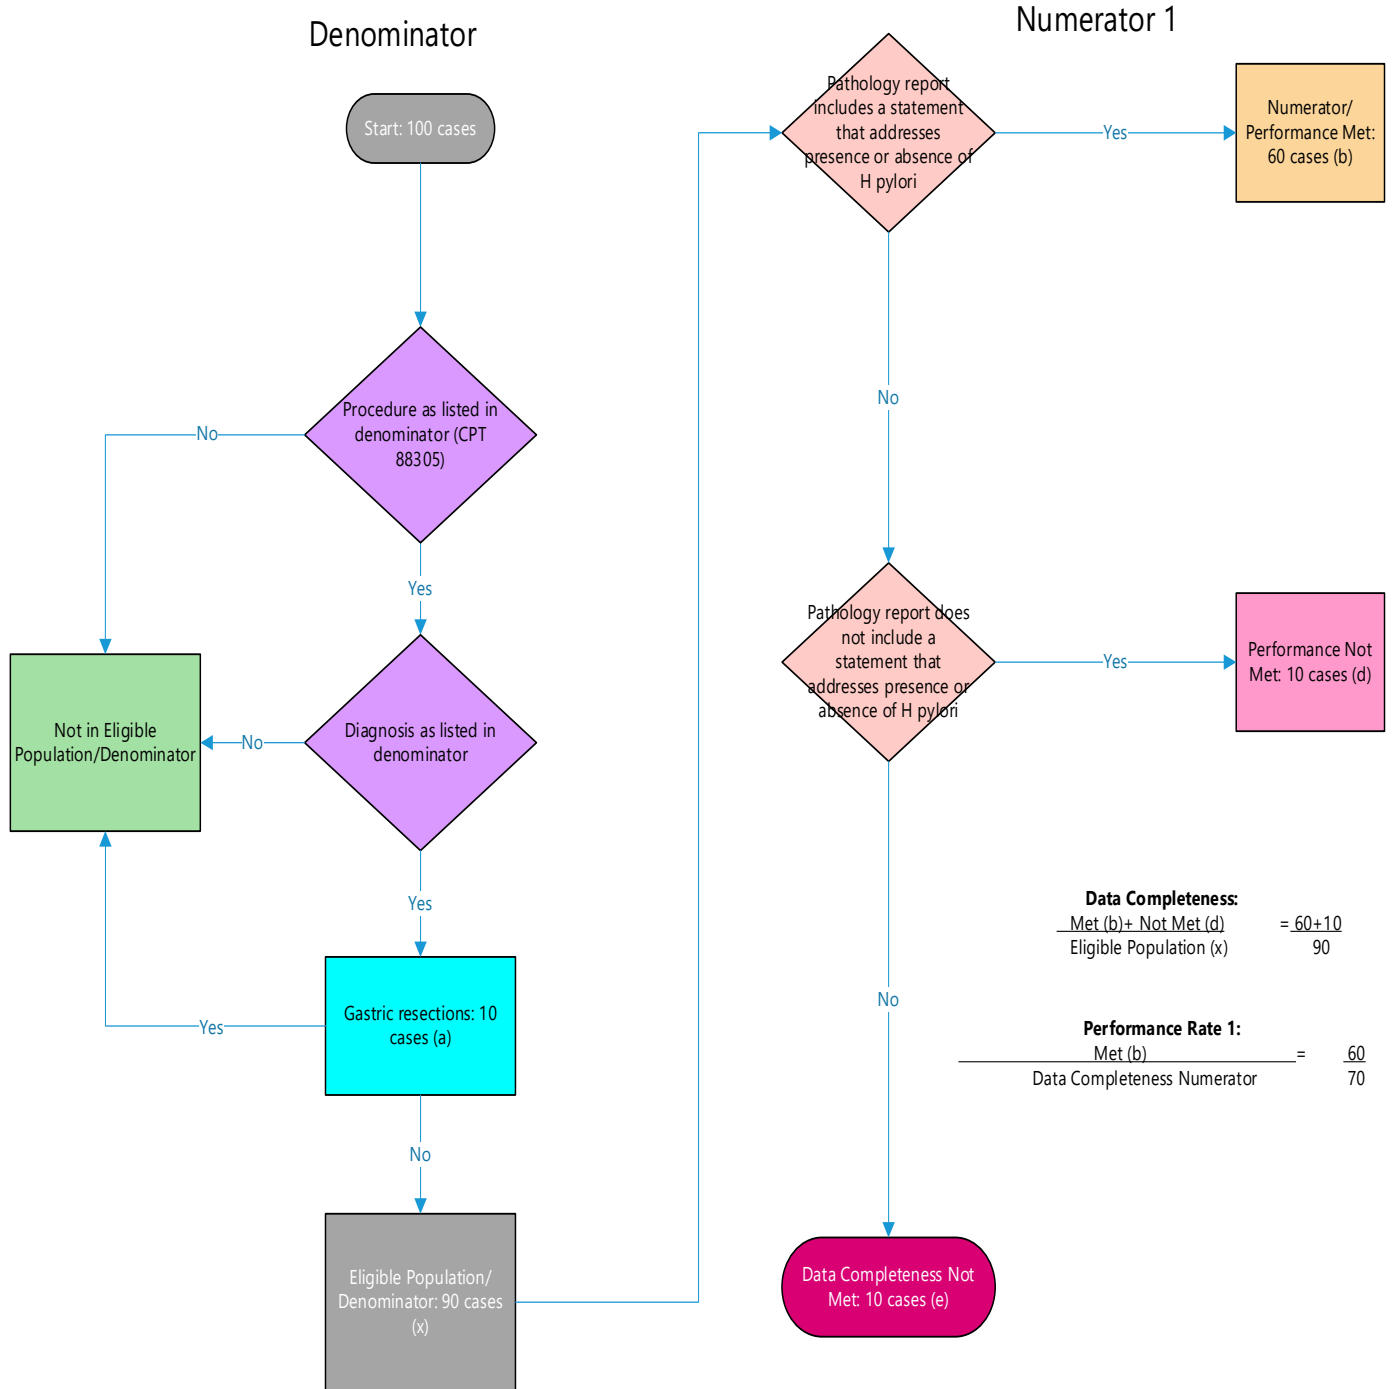 Denominator
Start: 100 cases
Procedure as listed in
denominator (CPT
88305)
No
Yes
Not in Eligible
Population/Denominator
No
Diagnosis as listed in
denominator
Yes
Yes
Gastric resections: 10
cases (a)
No
Eligible Population/
Denominator: 90 cases
(x)
Numerator 1
Pathology report
includes a statement
that addresses
presence or absence of
H pylori
Yes
Numerator/
Performance Met:
60 cases (b)
No
Pathology report does
not include a
statement that
addresses presence or
absence of H pylori
Yes
Performance Not
Met: 10 cases (d)
No
Data Completeness Not
Met: 10 cases (e)
Data Completeness:
Met (b)+ Not Met (d) = 60+10
Eligible Population (x) 90
Performance Rate 1:
Met (b) = 60
Data Completeness Numerator 70